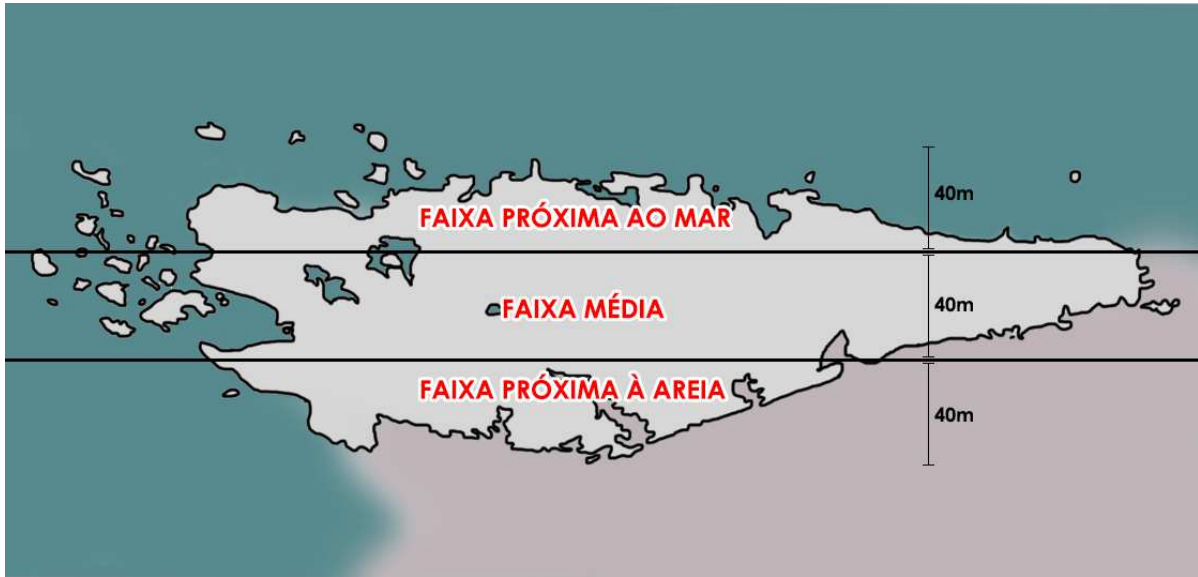 FAIXA PRÓXIMA AO MAR
40m
FAIXA MÉDIA
40m
FAIXA PRÓXIMA À AREIA
40m